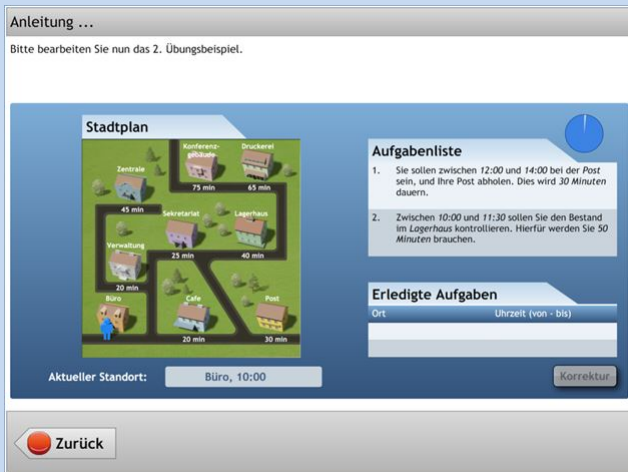 Anleitung ...
Bitte bearbeiten Sie nun das 2. Übungsbeispiel.
Stadtplan
Konferenz-
gebäude
Druckerei
Zentrale
75 min
65 min
45 min
Sekretariat
Lagerhaus
Verwaltung
25 min
40 min
20 min
Büro
Cafe
Post
20 min
30 min
Aktueller Standort:
Büro, 10:00
Aufgabenliste
1. Sie sollen zwischen 12:00 und 14:00 bei der Post
sein, und Ihre Post abholen. Dies wird 30 Minuten
dauern.
2. Zwischen 10:00 und 11:30 sollen Sie den Bestand
im Lagerhaus kontrollieren. Hierfür werden Sie 50
Minuten brauchen.
Erledigte Aufgaben
Ort
Uhrzeit (von - bis)
Korrektur
Zurück